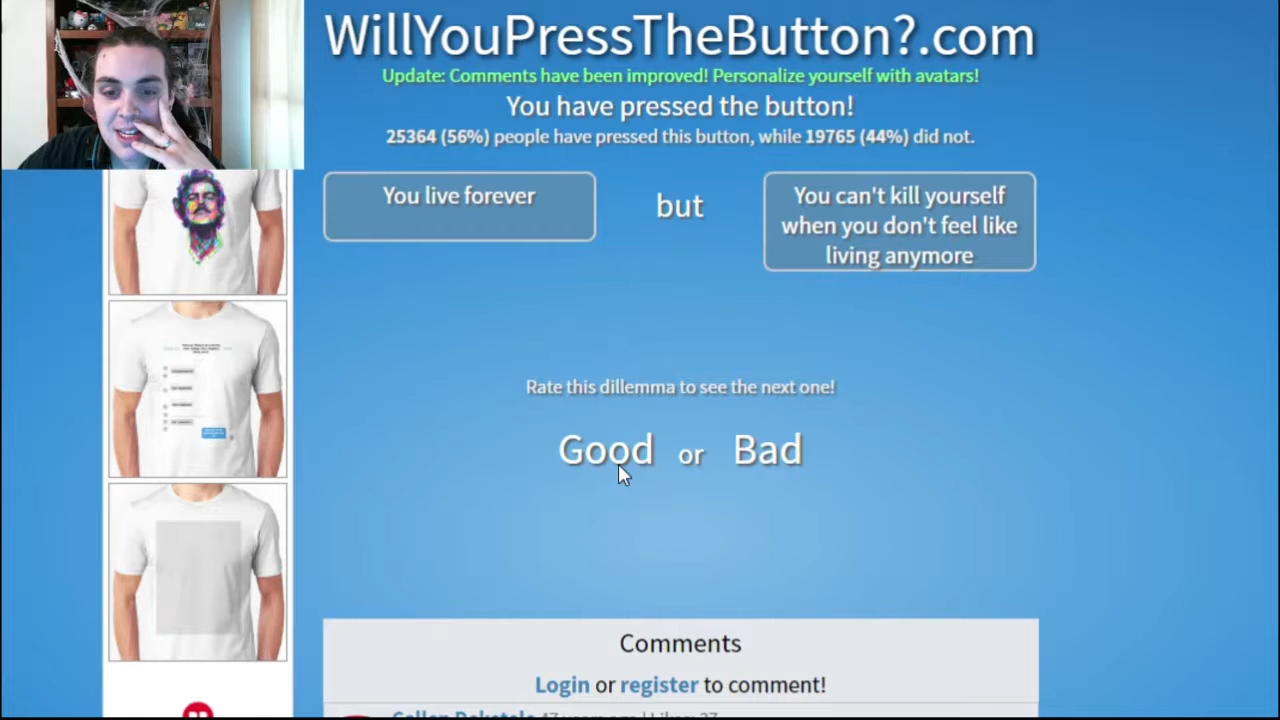 WillYouPressTheButton?.com
Update: Comments have been improved! Personalize yourself with avatars!
You have pressed the button!
25364 (56%) people have pressed this button, while 19765 (44%) did not.
You live forever
but
You can't kill yourself
when you don't feel like
living anymore
Rate this dillemma to see the next one!
Good or Bad
Comments
Login or register to comment!